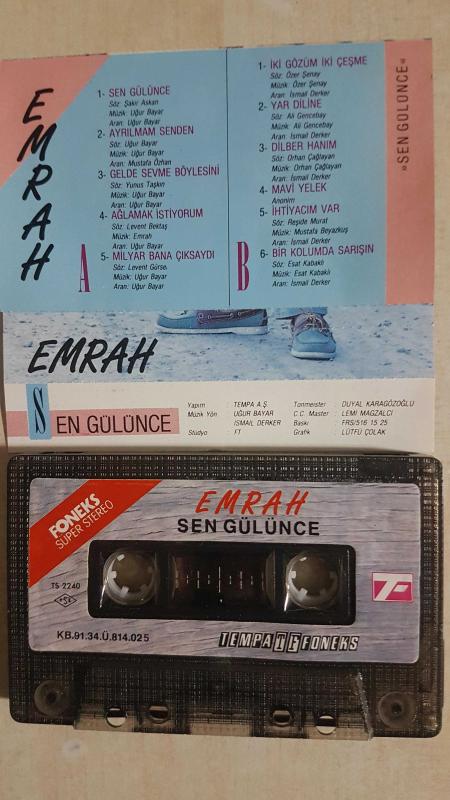 EMRAH
A
1- SEN GÜLÜNCE
Söz: Şakir Askan
Müzik: Uğur Bayar
Aran: Uğur Bayar
2- AYRILMAM SENDEN
Söz: Uğur Bayar
Müzik: Uğur Bayar
Aran: Mustafa Özhan
3- GELDE SEVME BÖYLESİNİ
Söz: Yunus Taşkın
Müzik: Uğur Bayar
Aran: Uğur Bayar
4- AĞLAMAK İSTİYORUM
Söz: Levent Bektaş
Müzik: Emrah
Aran: Uğur Bayar
5- MİLYAR BANA ÇIKSAYDI
Söz: Levent Gürse
Müzik: Uğur Bayar
Aran: Uğur Bayar
B
1- İKİ GÖZÜM İKİ ÇEŞME
Söz: Özer Şenay
Müzik: Özer Şenay
Aran: İsmail Derker
2- YAR DİLİNE
Söz: Ali Gencebay
Müzik: Ali Gencebay
Aran: İsmail Derker
3- DİLBER HANIM
Söz: Orhan Çağlayan
Müzik: Orhan Çağlayan
Aran: İsmail Derker
4- MAVİ YELEK
Anonim
Aran: İsmail Derker
5- İHTİYACIM VAR
Söz: Reşide Murat
Müzik: Mustafa Beyazkuş
Aran: İsmail Derker
6- BİR KOLUMDA SARIŞIN
Söz: Esat Kabaklı
Müzik: Esat Kabaklı
Aran: İsmail Derker
»SEN GÜLÜNCE«
EMRAH
SEN GÜLÜNCE
Yapım : TEMPA A.Ş.
Müzik Yön. : UĞUR BAYAR
İSMAİL DERKER
Stüdyo : FT
Tonmeister : DUYAL KARAGÖZOĞLU
C.C. Master : LEMİ MAGZALCI
Baskı : FRS/516 15 25
Grafik : LÜTFÜ ÇOLAK
FONEKS
SUPER STEREO
EMRAH
SEN GÜLÜNCE
TS 2240
TSE
KB.91.34.Ü.814.025
TEMPA TF FONEKS